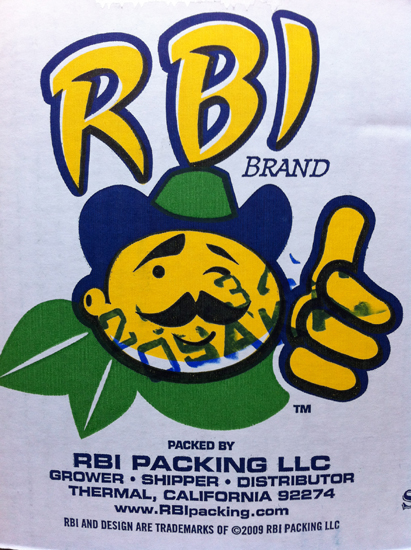 RBI
BRAND
TM
PACKED BY
RBI PACKING LLC
GROWER • SHIPPER • DISTRIBUTOR
THERMAL, CALIFORNIA 92274
www.RBIpacking.com
RBI AND DESIGN ARE TRADEMARKS OF ©2009 RBI PACKING LLC